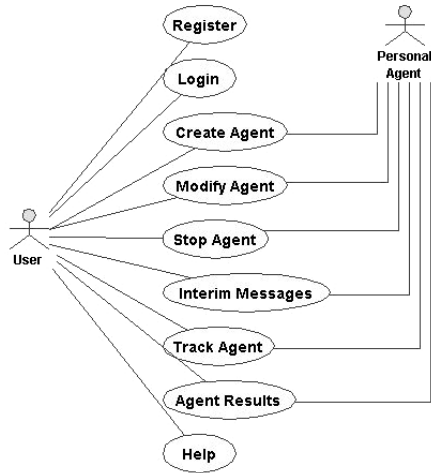 Register
Personal
Agent
Login
Create Agent
Modify Agent
Stop Agent
User
Interim Messages
Track Agent
Agent Results
Help